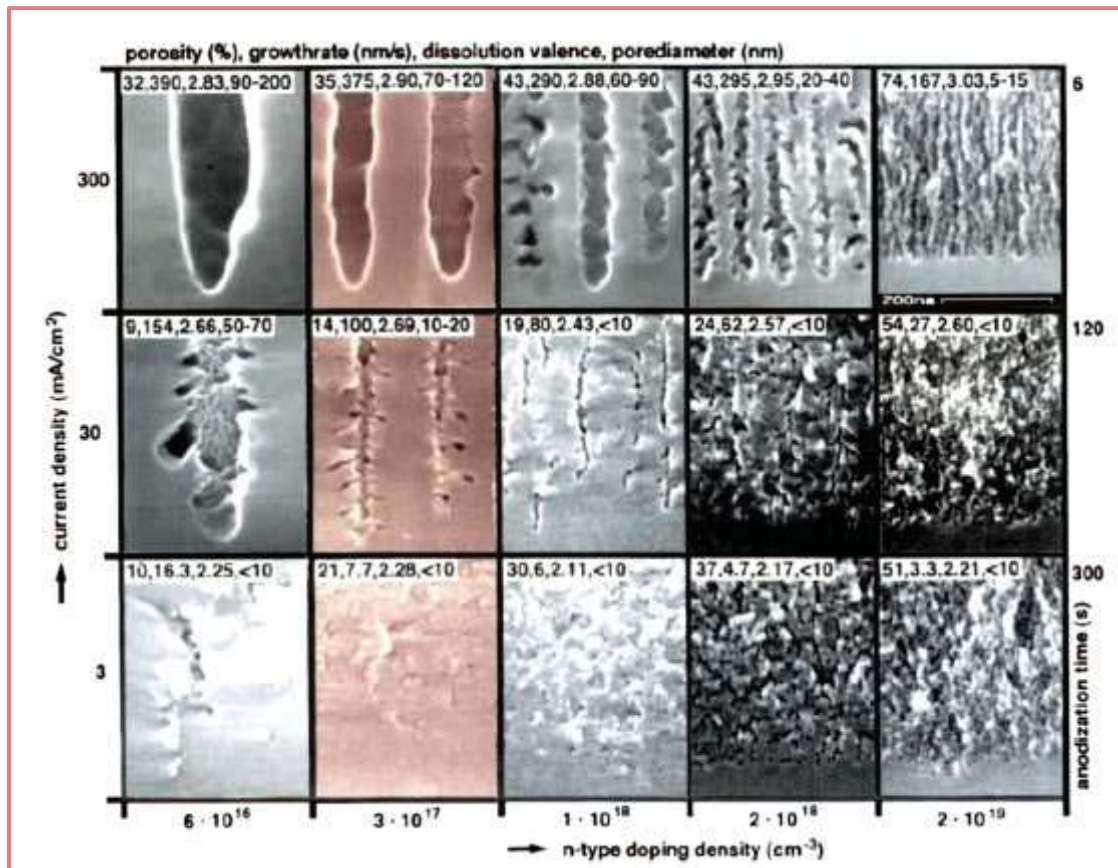 porosity (%), growthrate (nm/s), dissolution valence, porediameter (nm)
32,390,2.83,90-200
35,375,2.90,70-120
43,290,2.88,60-90
43,295,2.95,20-40
74,167,3.03,5-15
6
300
200nm
9,154,2.66,50-70
14,100,2.69,10-20
19,80,2.43,<10
24,62,2.57,<10
54,27,2.60,<10
120
30
10,16.3,2.25,<10
21,7.7,2.28,<10
30,6,2.11,<10
37,4.7,2.17,<10
51,3.3,2.21,<10
300
3
current density (mA/cm²)
anodization time (s)
6 · 10¹⁶
3 · 10¹⁷
1 · 10¹⁸
2 · 10¹⁸
2 · 10¹⁹
n-type doping density (cm⁻³)